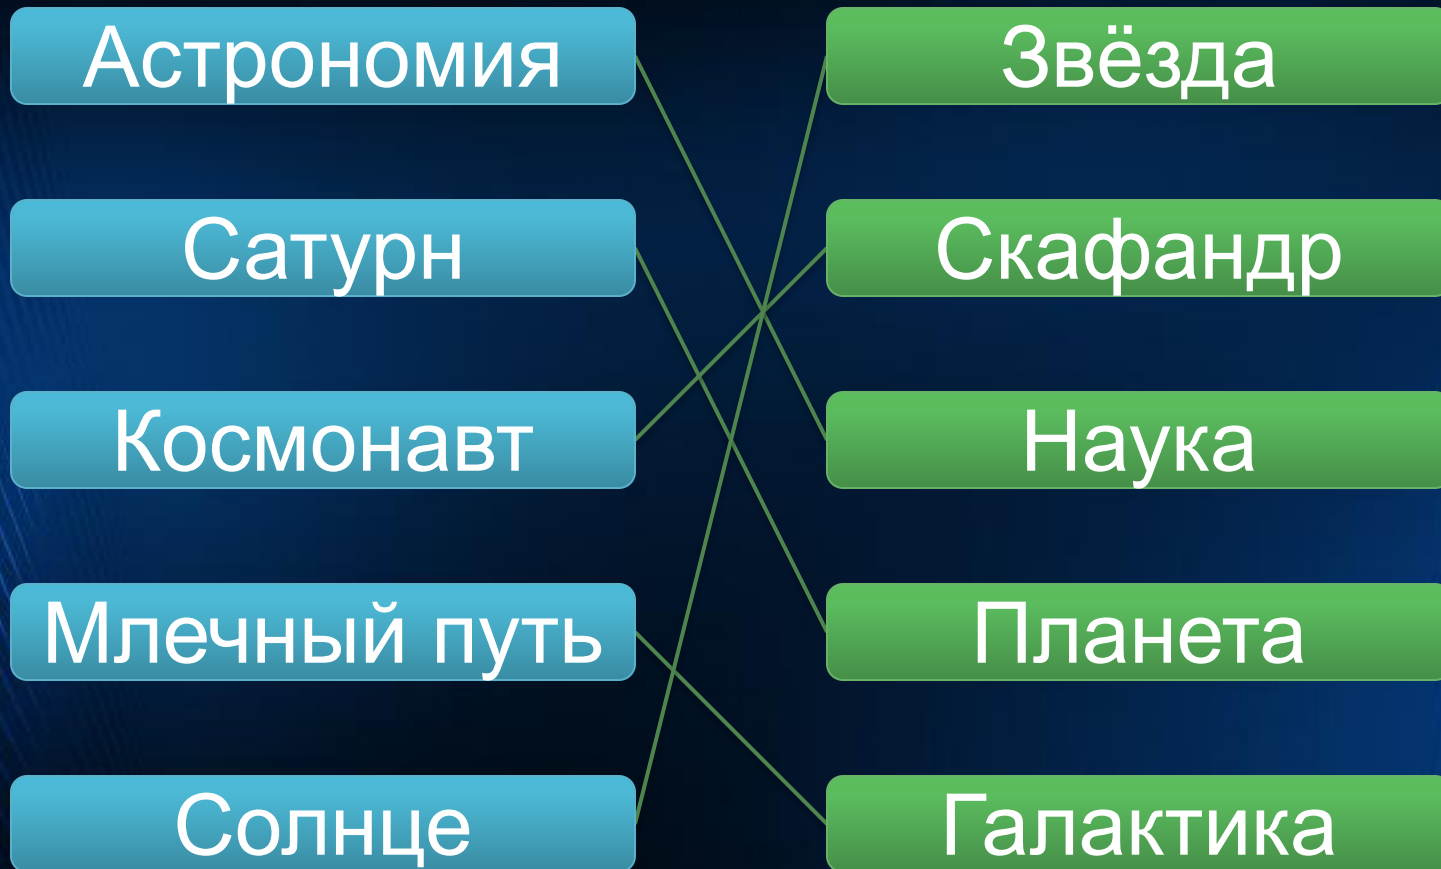 Астрономия
Звёзда
Сатурн
Скафандр
Космонавт
Наука
Млечный путь
Планета
Солнце
Галактика